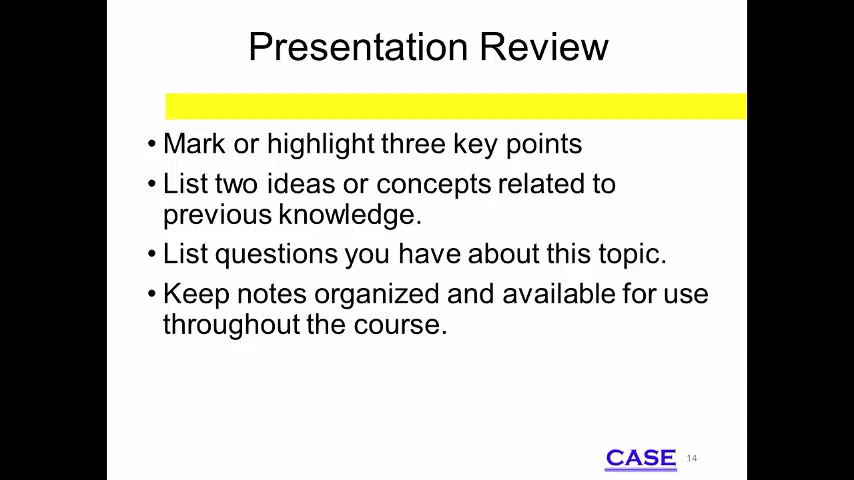 Presentation Review
• Mark or highlight three key points
• List two ideas or concepts related to
previous knowledge.
• List questions you have about this topic.
• Keep notes organized and available for use
throughout the course.
CASE 14